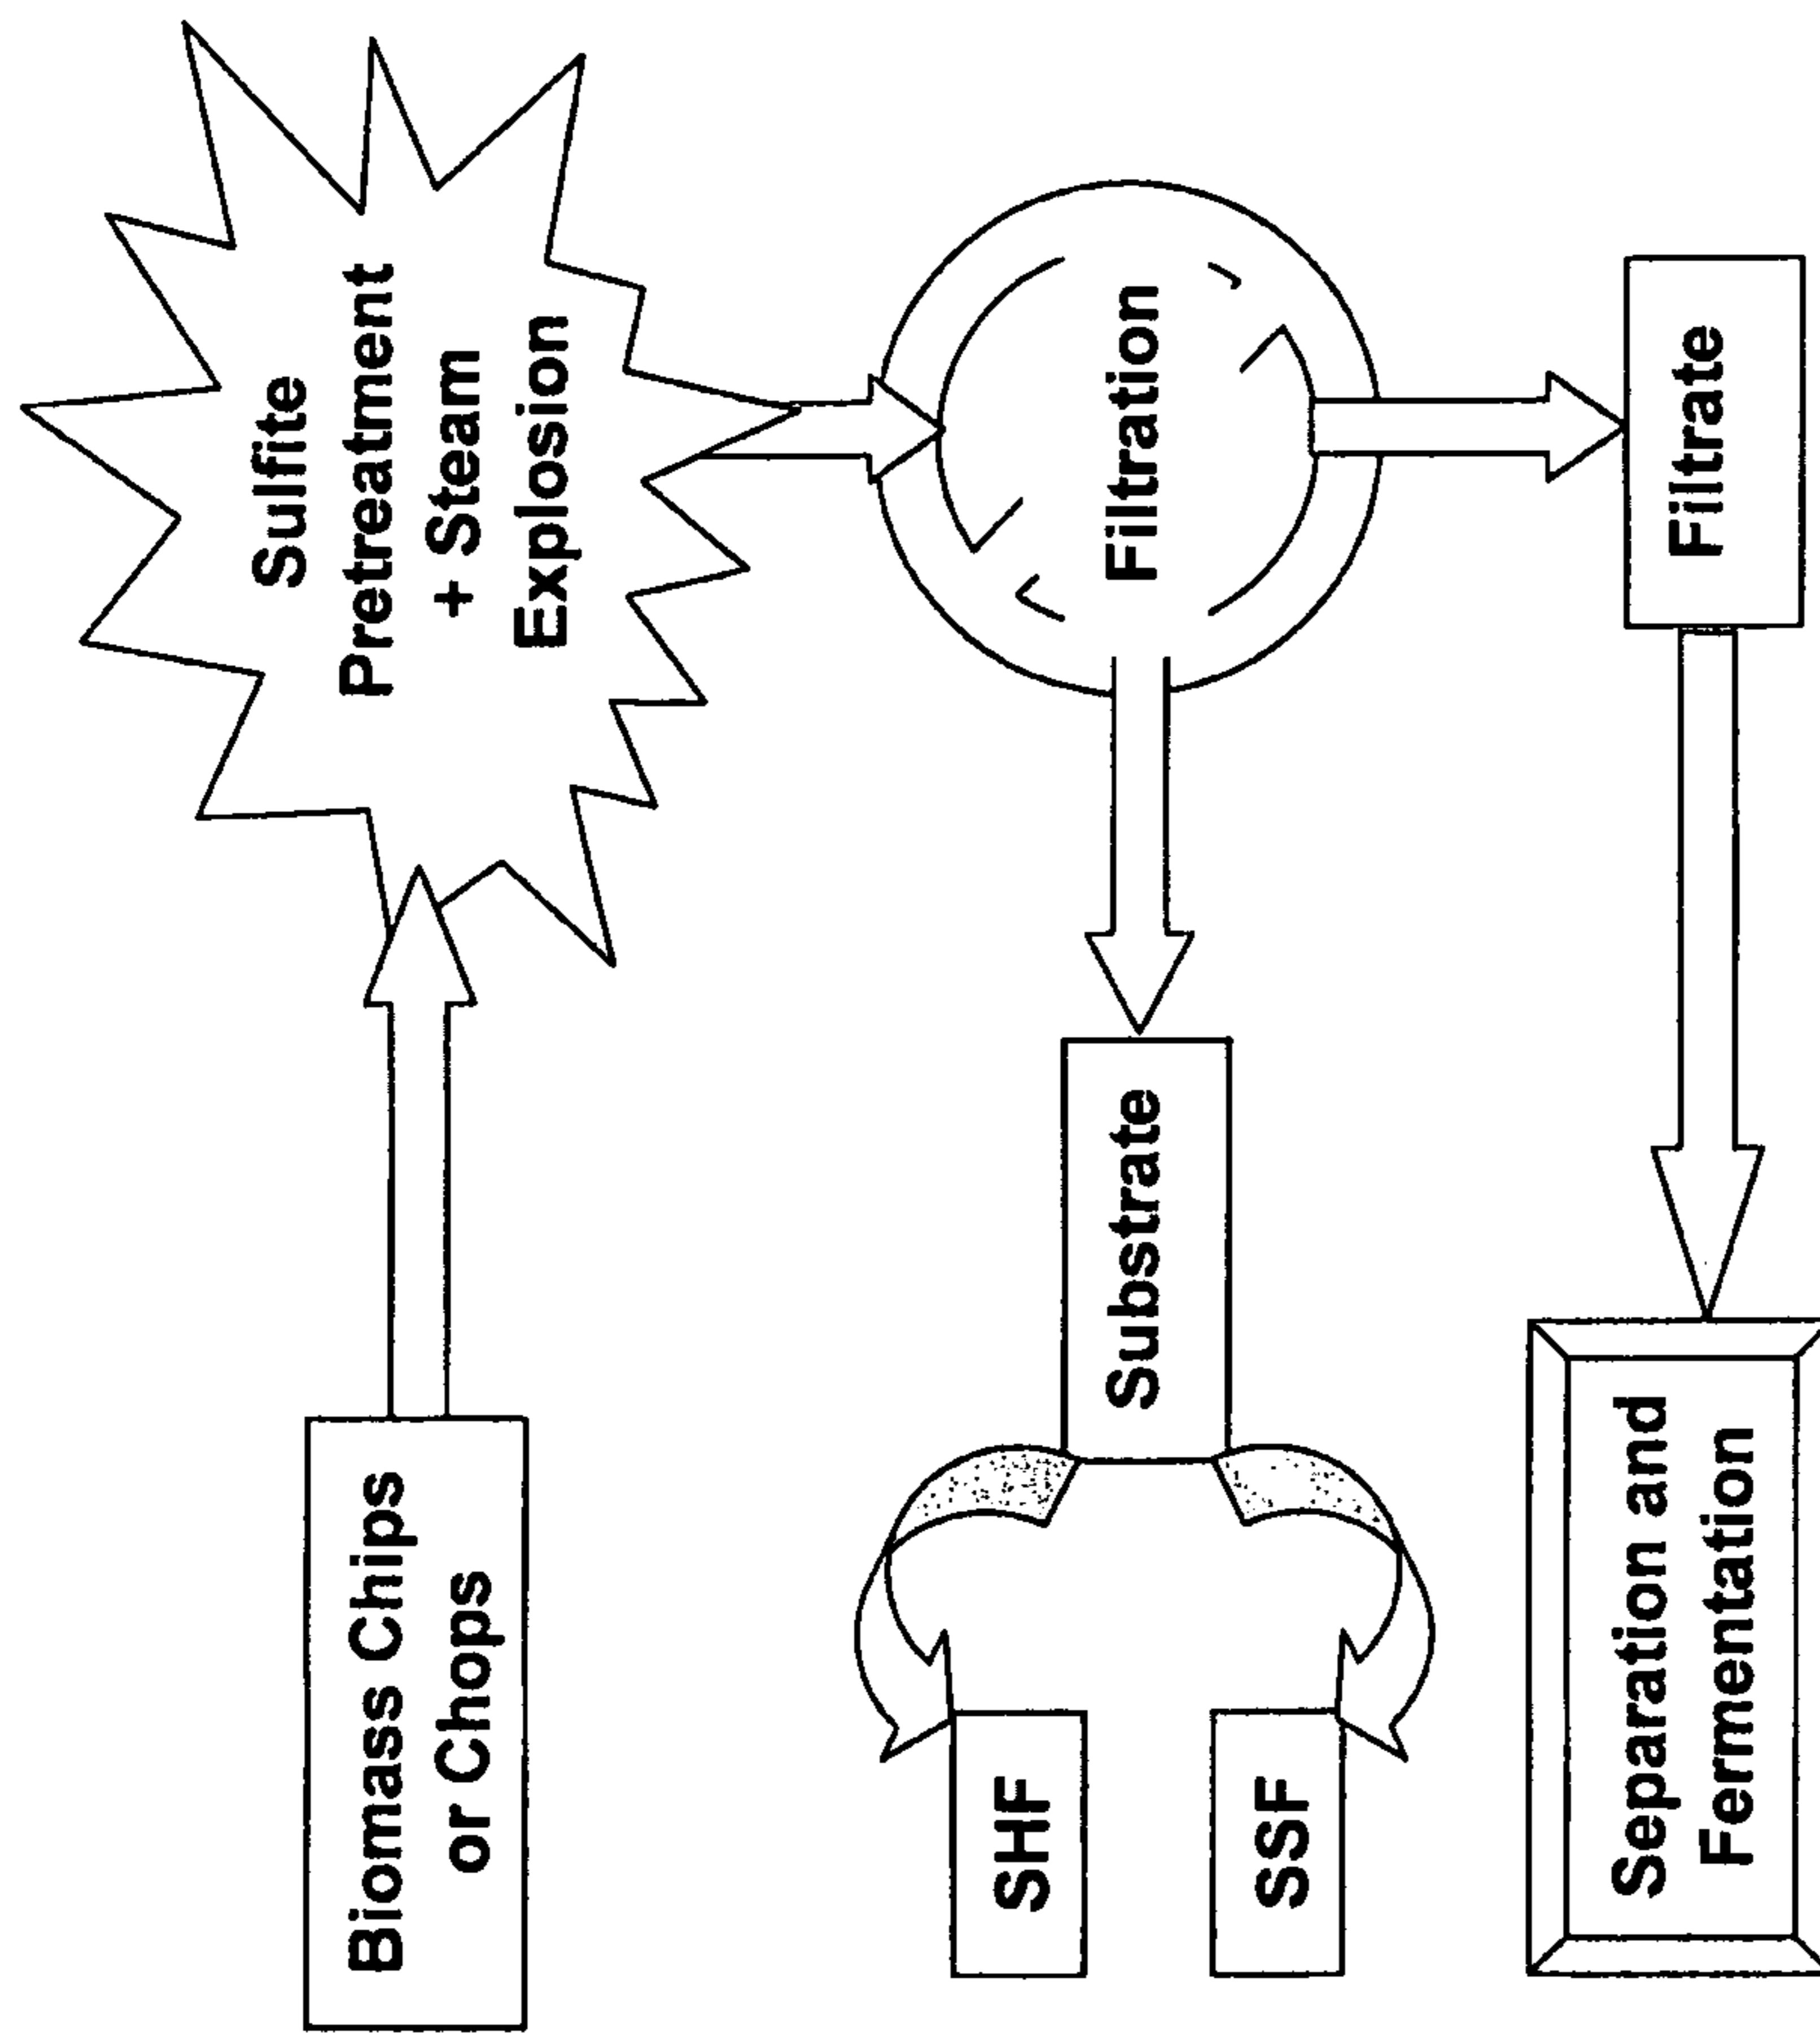 Biomass Chips
or Chops
Sulfite
Pretreatment
+ Steam
Explosion
Filtration
Substrate
SHF
SSF
Filtrate
Separation and
Fermentation